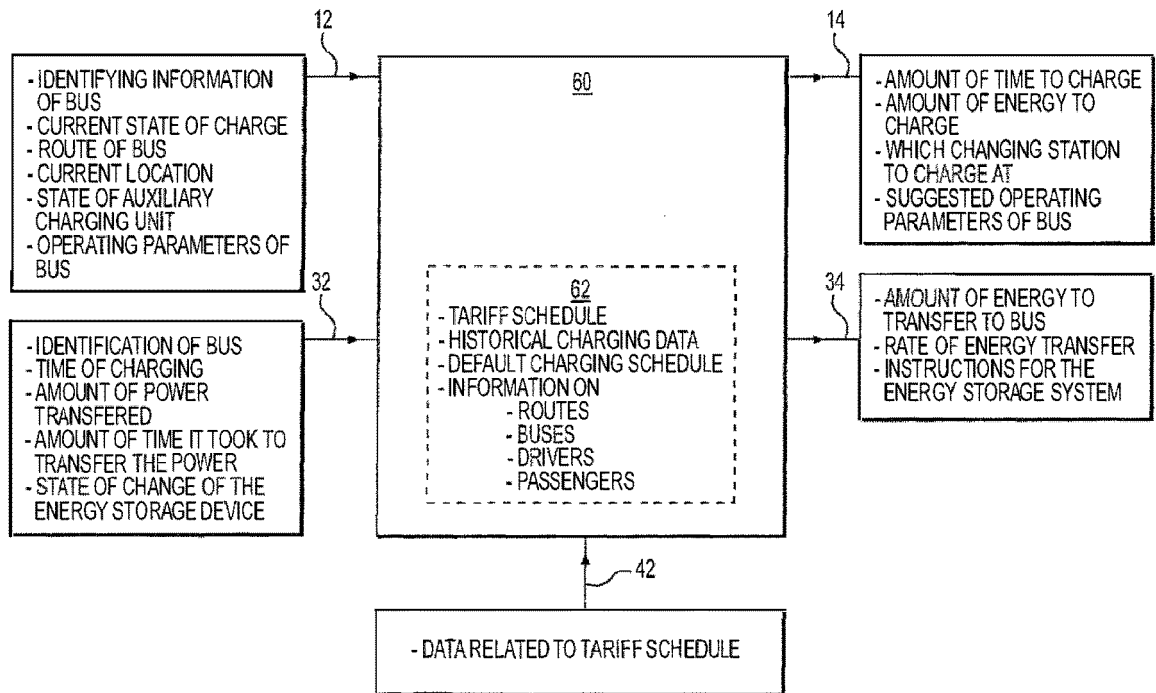 12
- IDENTIFYING INFORMATION
OF BUS
- CURRENT STATE OF CHARGE
- ROUTE OF BUS
- CURRENT LOCATION
- STATE OF AUXILIARY
CHARGING UNIT
- OPERATING PARAMETERS OF
BUS
32
- IDENTIFICATION OF BUS
- TIME OF CHARGING
- AMOUNT OF POWER
TRANSFERED
- AMOUNT OF TIME IT TOOK TO
TRANSFER THE POWER
- STATE OF CHANGE OF THE
ENERGY STORAGE DEVICE
60
62
- TARIFF SCHEDULE
- HISTORICAL CHARGING DATA
- DEFAULT CHARGING SCHEDULE
- INFORMATION ON
- ROUTES
- BUSES
- DRIVERS
- PASSENGERS
14
- AMOUNT OF TIME TO CHARGE
- AMOUNT OF ENERGY TO
CHARGE
- WHICH CHANGING STATION
TO CHARGE AT
- SUGGESTED OPERATING
PARAMETERS OF BUS
34
- AMOUNT OF ENERGY TO
TRANSFER TO BUS
- RATE OF ENERGY TRANSFER
- INSTRUCTIONS FOR THE
ENERGY STORAGE SYSTEM
42
- DATA RELATED TO TARIFF SCHEDULE